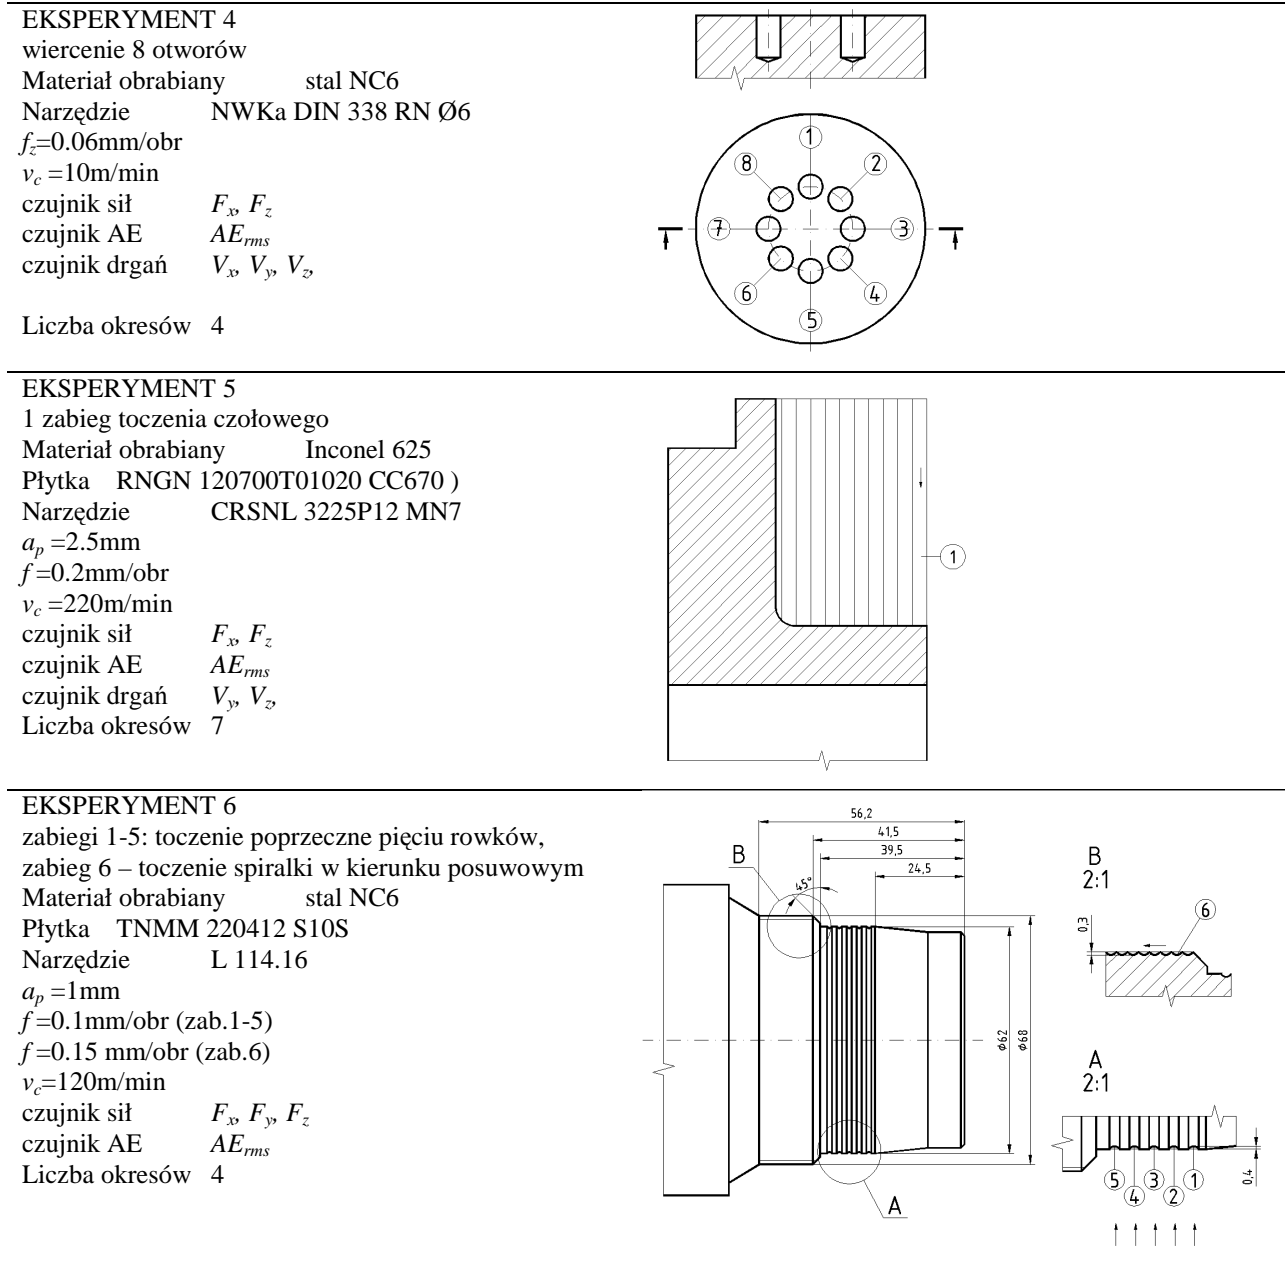 EKSPERYMENT 4
wiercenie 8 otworów
Materiał obrabiany stal NC6
Narzędzie NWKa DIN 338 RN Ø6
fz=0.06mm/obr
vc =10m/min
czujnik sił Fx, Fz
czujnik AE AErms
czujnik drgań Vx, Vy, Vz,
Liczba okresów 4
1
8 2
7 3
6 4
5
EKSPERYMENT 5
1 zabieg toczenia czołowego
Materiał obrabiany Inconel 625
Płytka RNGN 120700T01020 CC670 )
Narzędzie CRSNL 3225P12 MN7
ap =2.5mm
f =0.2mm/obr
vc =220m/min
czujnik sił Fx, Fz
czujnik AE AErms
czujnik drgań Vy, Vz,
Liczba okresów 7
1
EKSPERYMENT 6
zabiegi 1-5: toczenie poprzeczne pięciu rowków,
zabieg 6 – toczenie spiralki w kierunku posuwowym
Materiał obrabiany stal NC6
Płytka TNMM 220412 S10S
Narzędzie L 114.16
ap =1mm
f =0.1mm/obr (zab.1-5)
f =0.15 mm/obr (zab.6)
vc=120m/min
czujnik sił Fx, Fy, Fz
czujnik AE AErms
Liczba okresów 4
56,2
41,5
39,5
24,5
B
45°
ø62
ø68
A
B
2:1
6
0,3
A
2:1
5 3 1
4 2
0,4